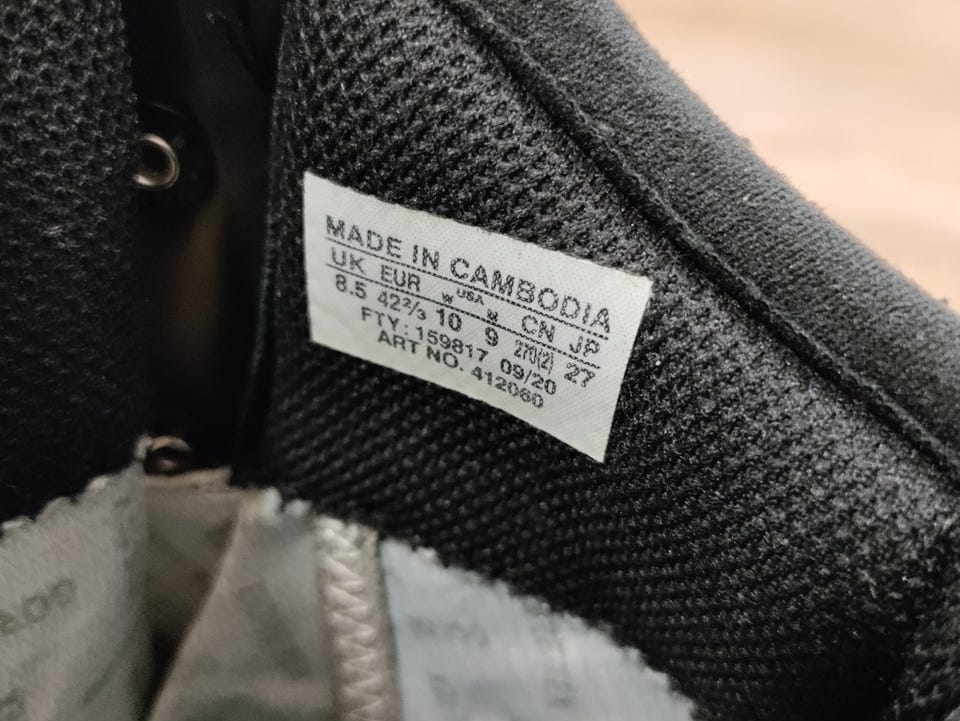 MADE IN CAMBODIA
UK EUR W USA M CN JP
8.5 42⅔ 10 9 270(2) 27
FTY: 159817 09/20
ART NO. 412060